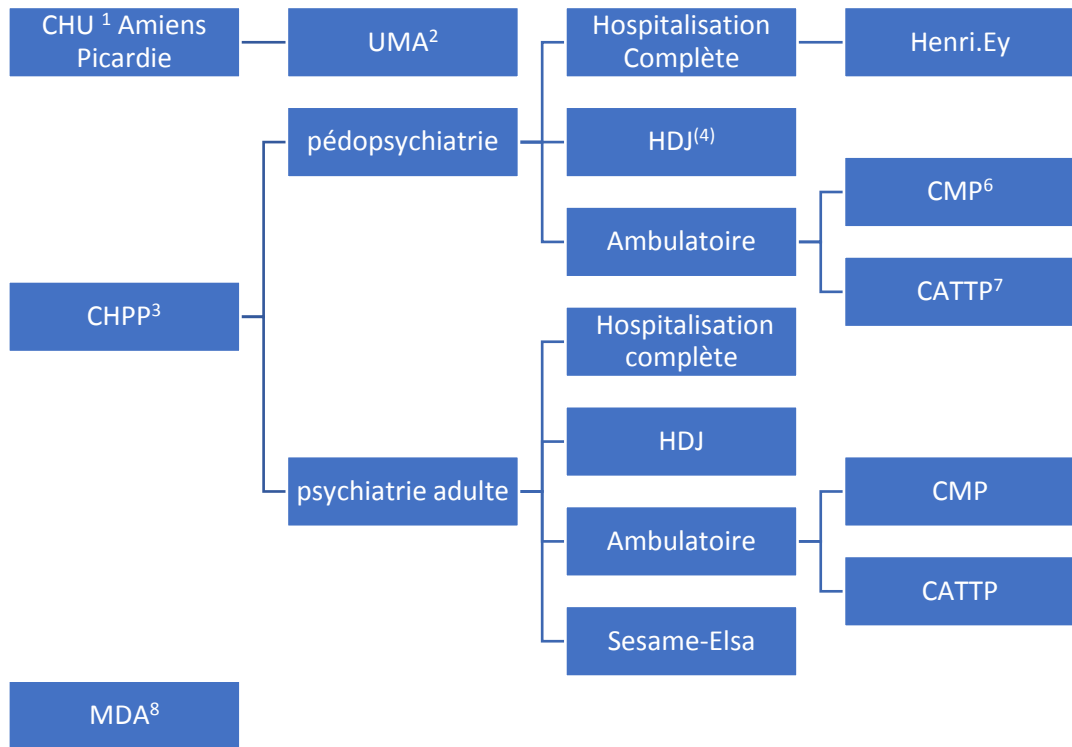 CHU ¹ Amiens
Picardie
UMA²
Hospitalisation
Complète
Henri.Ey
pédopsychiatrie
HDJ⁽⁴⁾
CMP⁶
Ambulatoire
CATTP⁷
CHPP³
Hospitalisation
complète
HDJ
psychiatrie adulte
CMP
Ambulatoire
CATTP
Sesame-Elsa
MDA⁸